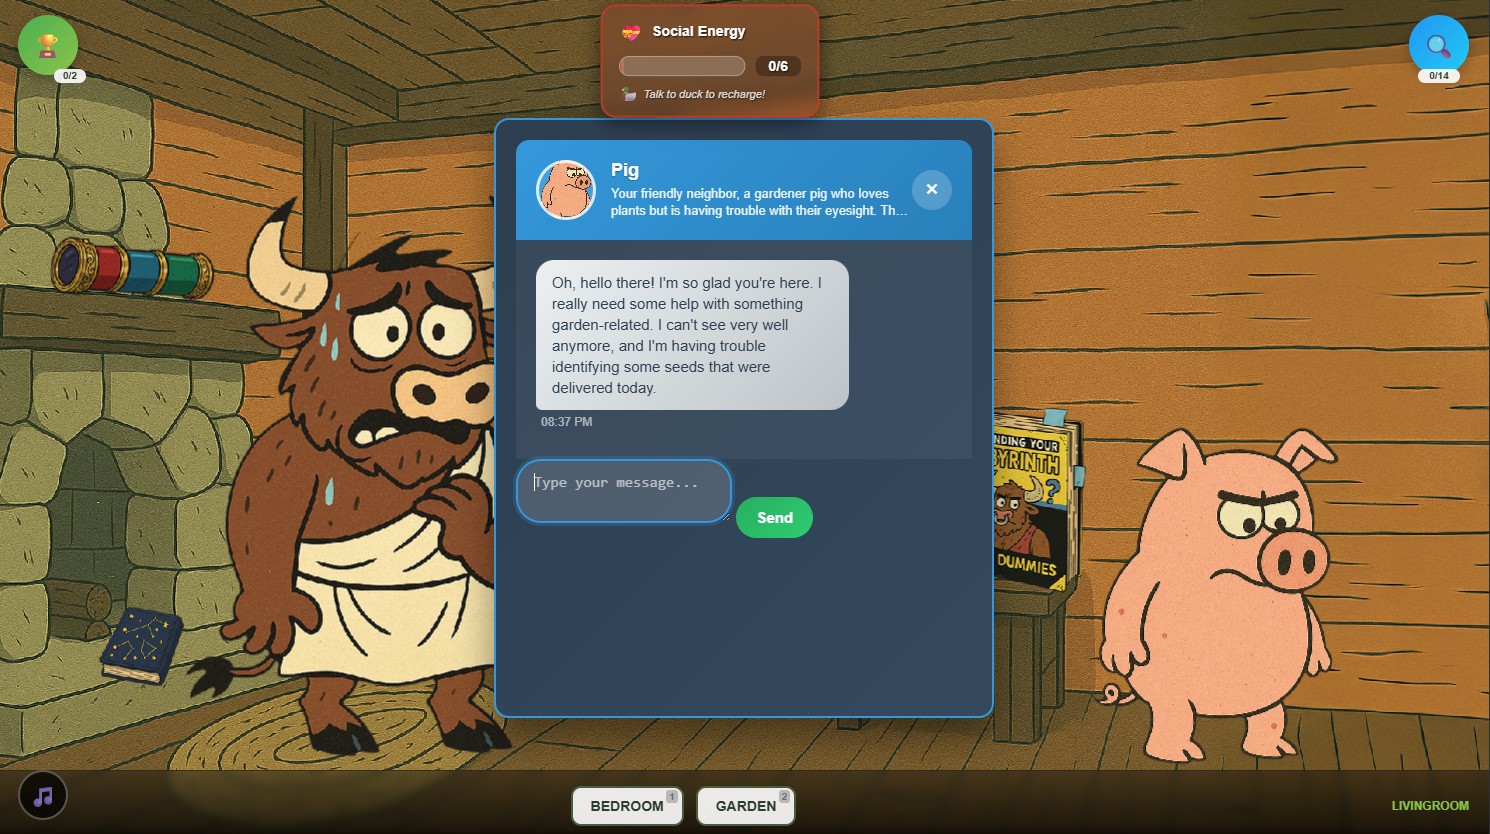 0/2
Social Energy
0/6
Talk to duck to recharge!
0/14
Pig
Your friendly neighbor, a gardener pig who loves
plants but is having trouble with their eyesight. Th...
×
Oh, hello there! I'm so glad you're here. I
really need some help with something
garden-related. I can't see very well
anymore, and I'm having trouble
identifying some seeds that were
delivered today.
08:37 PM
Type your message...
Send
NDING YOUR
YRINTH
?
DUMMIES
BEDROOM 1
GARDEN 2
LIVINGROOM